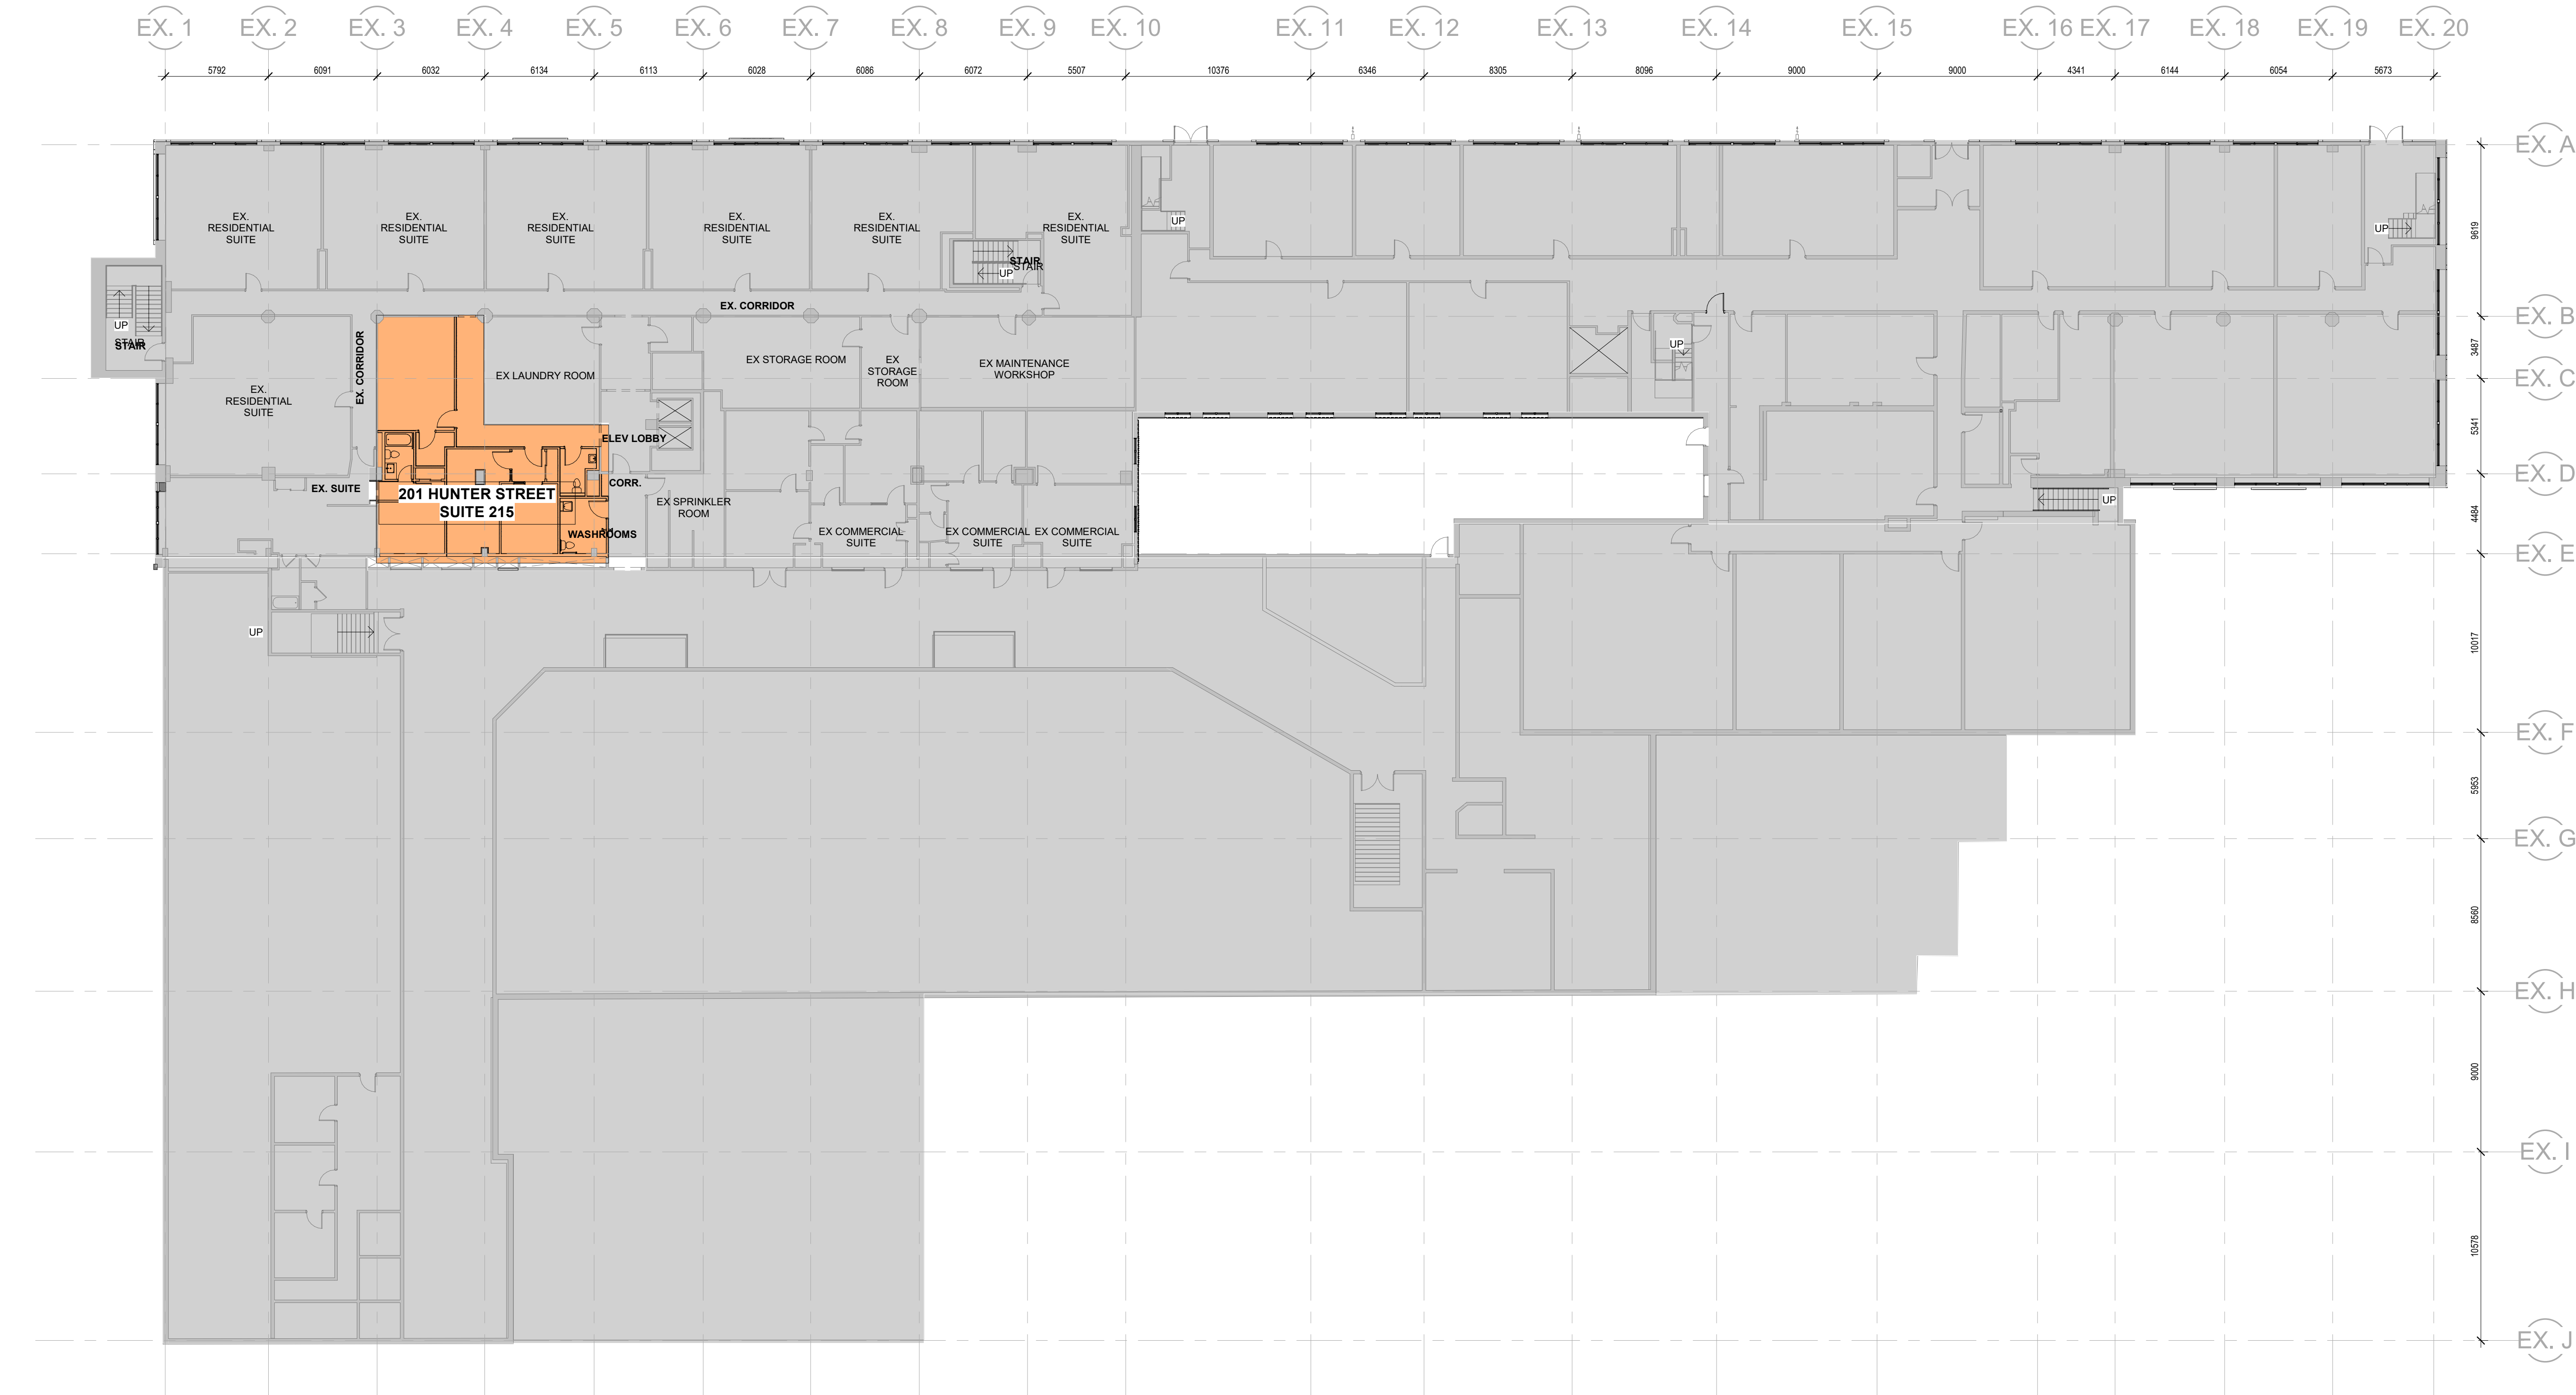 EX. 1 EX. 2 EX. 3 EX. 4 EX. 5 EX. 6 EX. 7 EX. 8 EX. 9 EX. 10 EX. 11 EX. 12 EX. 13 EX. 14 EX. 15 EX. 16 EX. 17 EX. 18 EX. 19 EX. 20
5792 6091 6032 6134 6113 6028 6086 6072 5507 10376 6346 8305 8096 9000 9000 4341 6144 6054 5673
EX. A
EX.
RESIDENTIAL
SUITE
EX.
RESIDENTIAL
SUITE
EX.
RESIDENTIAL
SUITE
EX.
RESIDENTIAL
SUITE
EX.
RESIDENTIAL
SUITE
EX.
RESIDENTIAL
SUITE
UP
UP
9619
STAIR
STAIR
UP
EX. CORRIDOR
EX. B
UP
STAIR
STAIR
EX. CORRIDOR
EX.
RESIDENTIAL
SUITE
EX LAUNDRY ROOM
EX STORAGE ROOM
EX
STORAGE
ROOM
EX MAINTENANCE
WORKSHOP
UP
3487
EX. C
ELEV LOBBY
5341
EX. D
EX. SUITE
201 HUNTER STREET
SUITE 215
CORR.
WASHROOMS
EX SPRINKLER
ROOM
EX COMMERCIAL
SUITE
EX COMMERCIAL
SUITE
EX COMMERCIAL
SUITE
UP
4484
EX. E
UP
10017
EX. F
5953
EX. G
8560
EX. H
9000
EX. I
10578
EX. J